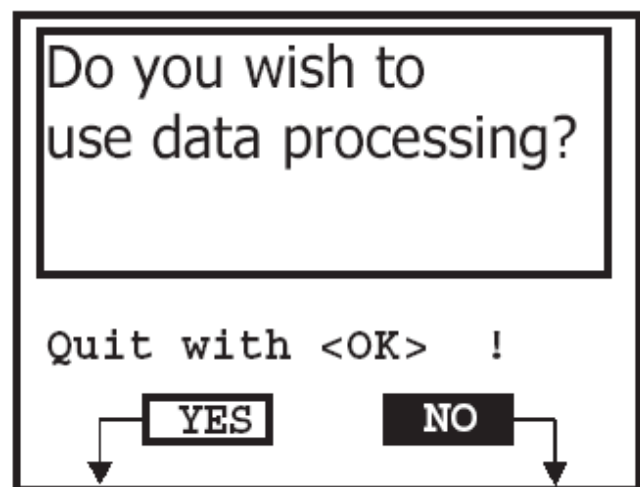 Do you wish to
use data processing?
Quit with <OK> !
YES NO